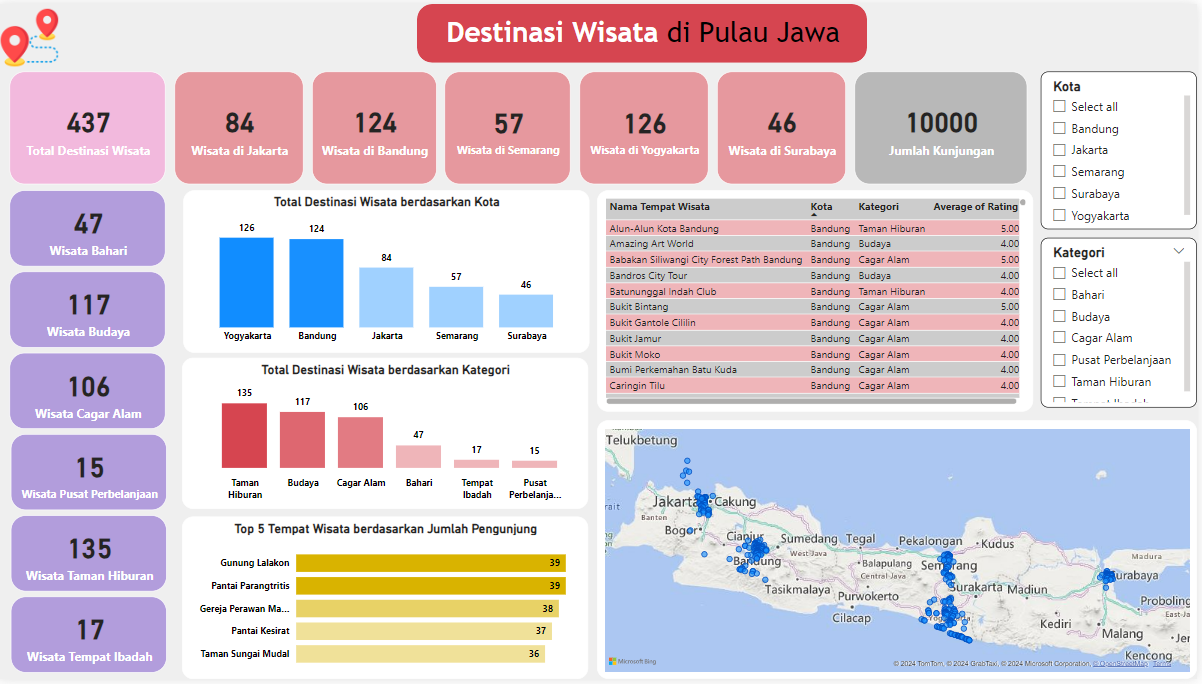 Destinasi Wisata di Pulau Jawa
437
Total Destinasi Wisata
84
Wisata di Jakarta
124
Wisata di Bandung
57
Wisata di Semarang
126
Wisata di Yogyakarta
46
Wisata di Surabaya
10000
Jumlah Kunjungan
Kota
Select all
Bandung
Jakarta
Semarang
Surabaya
Yogyakarta
Kategori
Select all
Bahari
Budaya
Cagar Alam
Pusat Perbelanjaan
Taman Hiburan
47
Wisata Bahari
117
Wisata Budaya
106
Wisata Cagar Alam
15
Wisata Pusat Perbelanjaan
135
Wisata Taman Hiburan
17
Wisata Tempat Ibadah
Total Destinasi Wisata berdasarkan Kota
126 124 84 57 46
Yogyakarta Bandung Jakarta Semarang Surabaya
Total Destinasi Wisata berdasarkan Kategori
135 117 106 47 17 15
Taman Budaya Cagar Alam Bahari Tempat Pusat
Hiburan Ibadah Perbelanja...
Top 5 Tempat Wisata berdasarkan Jumlah Pengunjung
Gunung Lalakon 39
Pantai Parangtritis 39
Gereja Perawan Ma... 38
Pantai Kesirat 37
Taman Sungai Mudal 36
Nama Tempat Wisata Kota Kategori Average of Rating
Alun-Alun Kota Bandung Bandung Taman Hiburan 5.00
Amazing Art World Bandung Budaya 4.00
Babakan Siliwangi City Forest Path Bandung Bandung Cagar Alam 5.00
Bandros City Tour Bandung Budaya 4.00
Batununggal Indah Club Bandung Taman Hiburan 4.00
Bukit Bintang Bandung Cagar Alam 5.00
Bukit Gantole Cililin Bandung Cagar Alam 4.00
Bukit Jamur Bandung Cagar Alam 4.00
Bukit Moko Bandung Cagar Alam 4.00
Bumi Perkemahan Batu Kuda Bandung Cagar Alam 4.00
Caringin Tilu Bandung Cagar Alam 4.00
Telukbetung
Jakarta Cakung
rait
Banten
Bogor
Cianjur Sumedang Tegal Pekalongan Kudus
West Java
Bandung Balapulang Semarang
Central-Java
Madura
Surabaya
Tasikmalaya Purwokerto Surakarta Madiun
Cilacap
Proboling
East-Ja
Kediri
Malang
Jer
Kencong
Microsoft Bing
© 2024 TomTom, © 2024 GrabTaxi, © 2024 Microsoft Corporation, © OpenStreetMap Terms